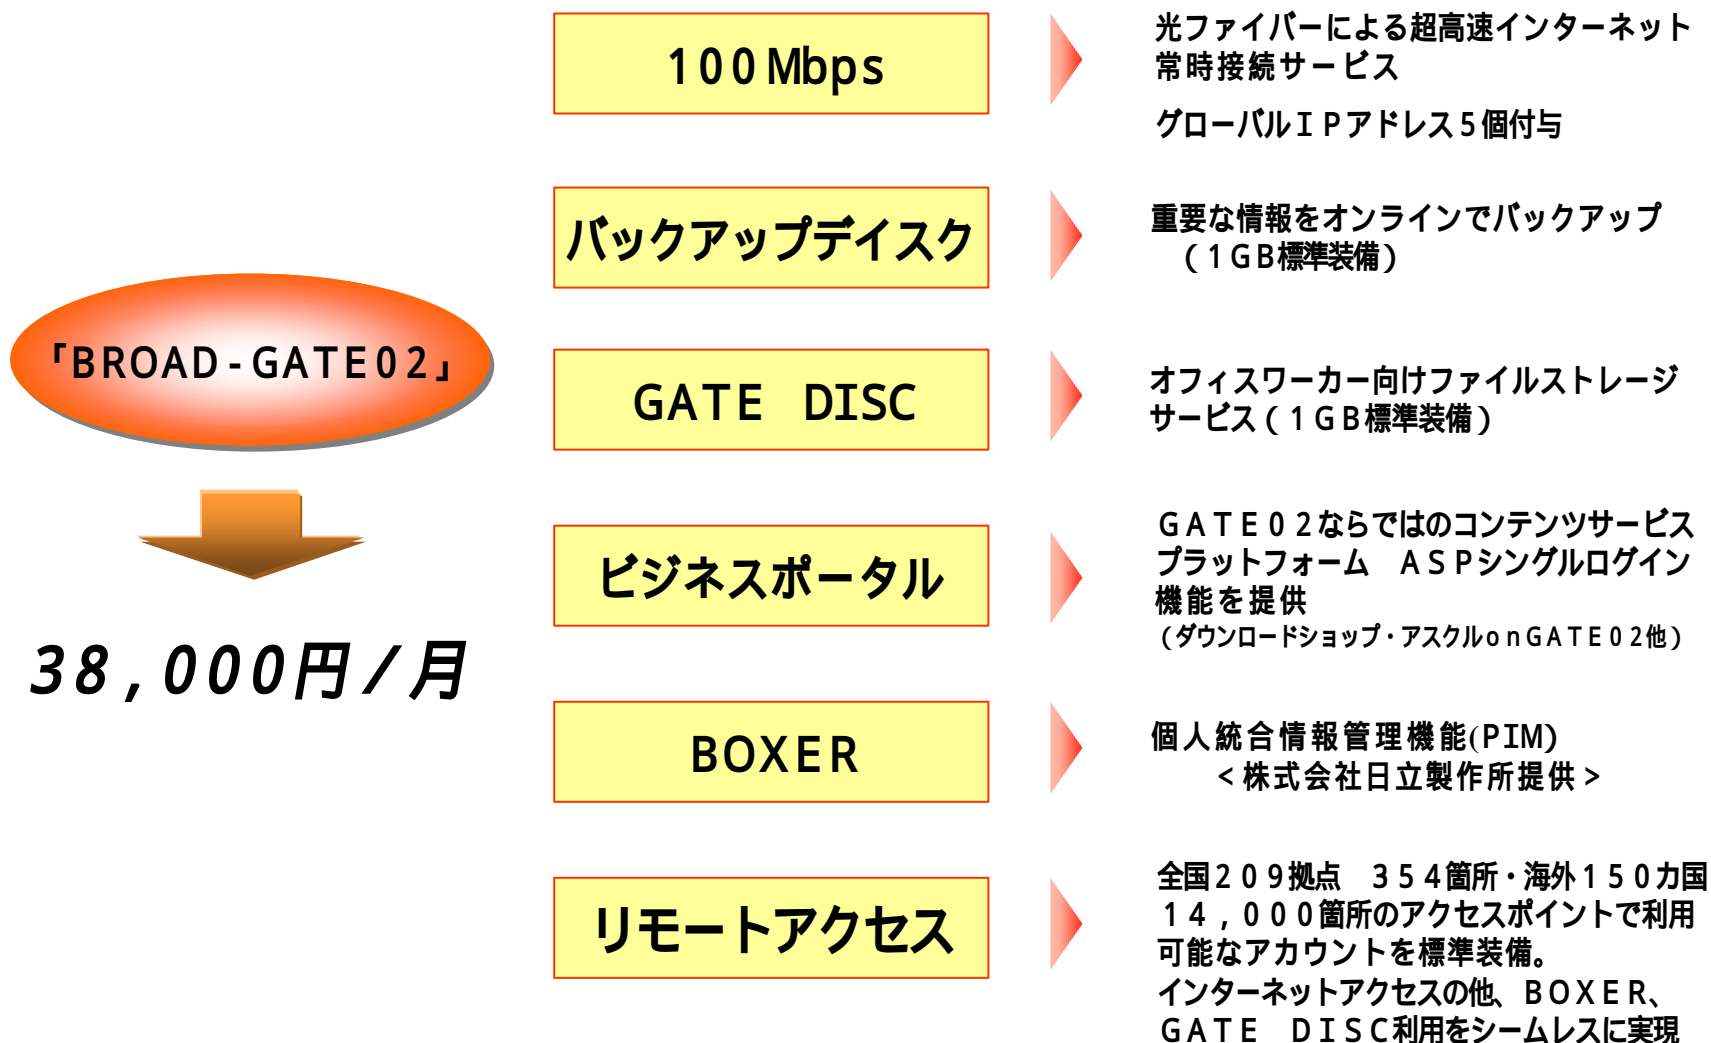 「BROAD-GATE02」
38,000円/月
100Mbps
光ファイバーによる超高速インターネット
常時接続サービス
グローバルIPアドレス5個付与
バックアップデイスク
重要な情報をオンラインでバックアップ
(1GB標準装備)
GATE DISC
オフィスワーカー向けファイルストレージ
サービス(1GB標準装備)
ビジネスポータル
GATE02ならではのコンテンツサービス
プラットフォーム ASPシングルログイン
機能を提供
(ダウンロードショップ・アスクルonGATE02他)
BOXER
個人統合情報管理機能(PIM)
<株式会社日立製作所提供>
リモートアクセス
全国209拠点 354箇所・海外150カ国
14,000箇所のアクセスポイントで利用
可能なアカウントを標準装備。
インターネットアクセスの他、BOXER、
GATE DISC利用をシームレスに実現